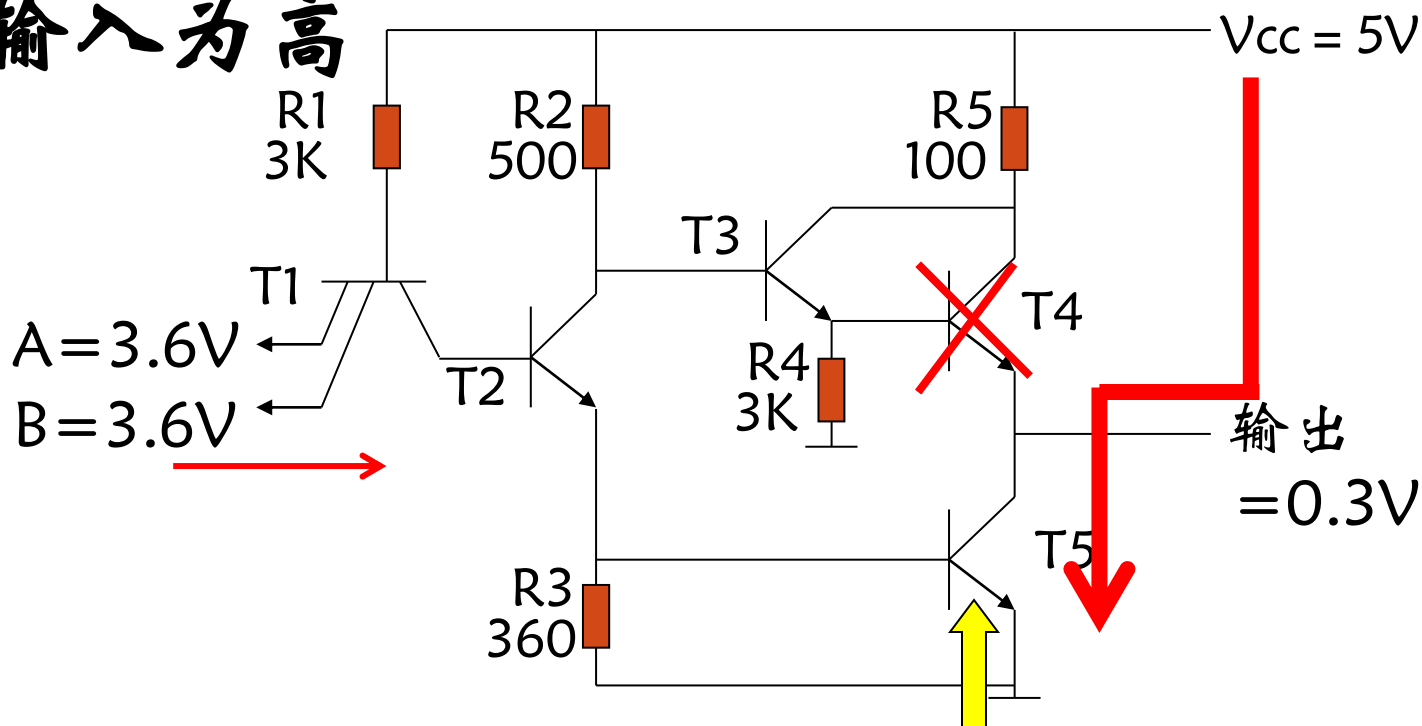 输入为高
Vcc = 5V
R1
3K
R2
500
R5
100
T3
T1
T4
A=3.6V
R4
3K
T2
B=3.6V
输出
=0.3V
T5
R3
360